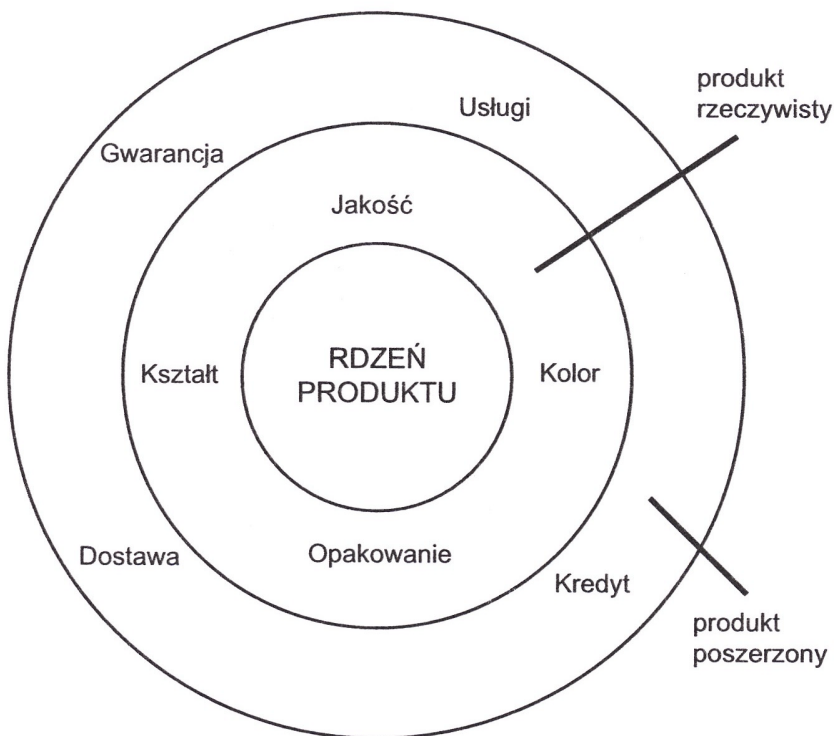 produkt
rzeczywisty
Usługi
Gwarancja
Jakość
RDZEŃ
PRODUKTU
Kształt
Kolor
Dostawa
Opakowanie
Kredyt
produkt
poszerzony